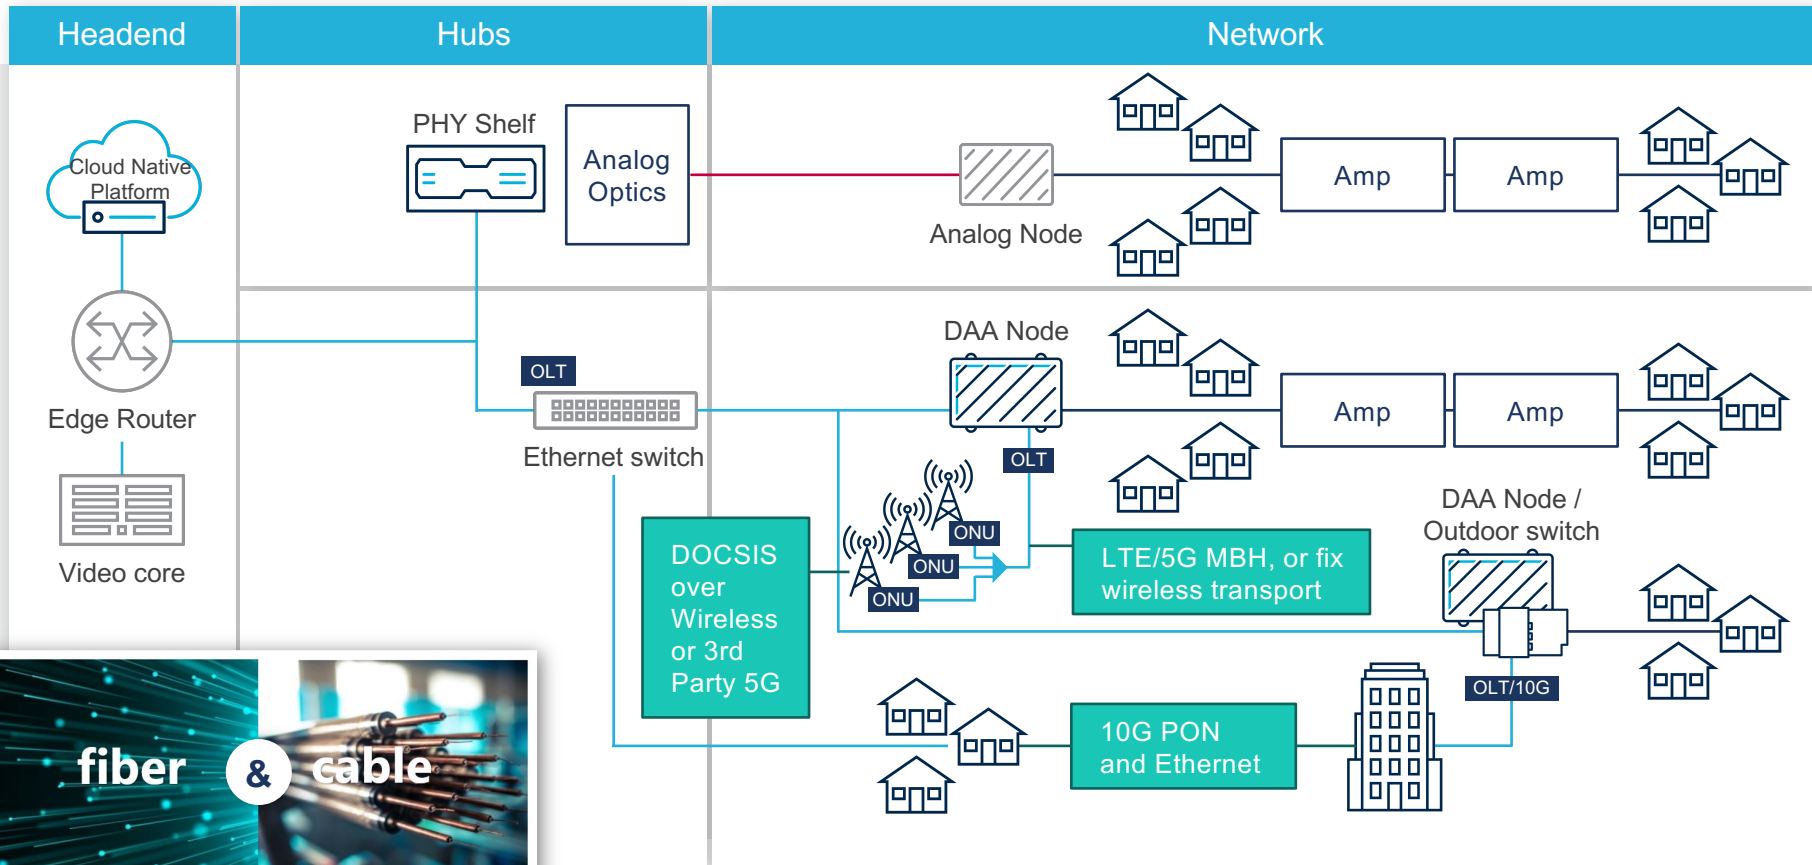 Headend
Hubs
Network
Cloud Native
Platform
PHY Shelf
Analog
Optics
Analog Node
Amp
Amp
Edge Router
Video core
OLT
Ethernet switch
DAA Node
OLT
Amp
Amp
ONU
ONU
ONU
DOCSIS
over
Wireless
or 3rd
Party 5G
LTE/5G MBH, or fix
wireless transport
DAA Node /
Outdoor switch
OLT/10G
10G PON
and Ethernet
fiber & cable